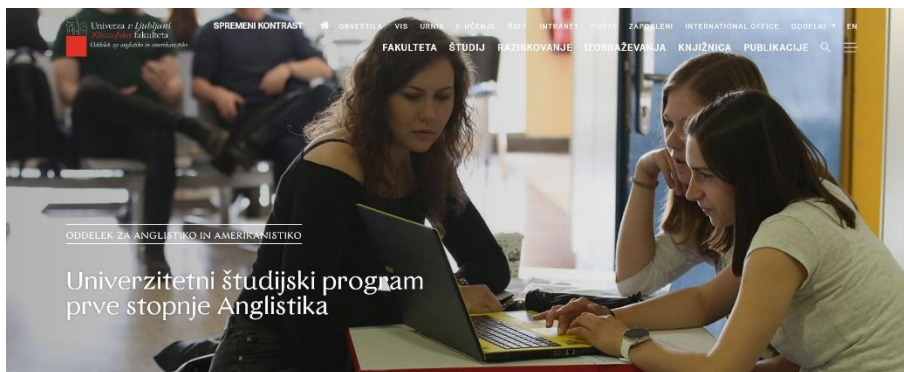 Univerza v Ljubljani
Filozofska fakulteta
Oddelek za anglistiko in amerikanistiko
SPREMENI KONTRAST
OBVESTILA VIS URNIK E-UČENJE ŠSFF INTRANET POŠTA ZAPOSLENI INTERNATIONAL OFFICE ODDELKI EN
FAKULTETA ŠTUDIJ RAZISKOVANJE IZOBRAŽEVANJA KNJIŽNICA PUBLIKACIJE
ODDELEK ZA ANGLISTIKO IN AMERIKANISTIKO
Univerzitetni študijski program
prve stopnje Anglistika